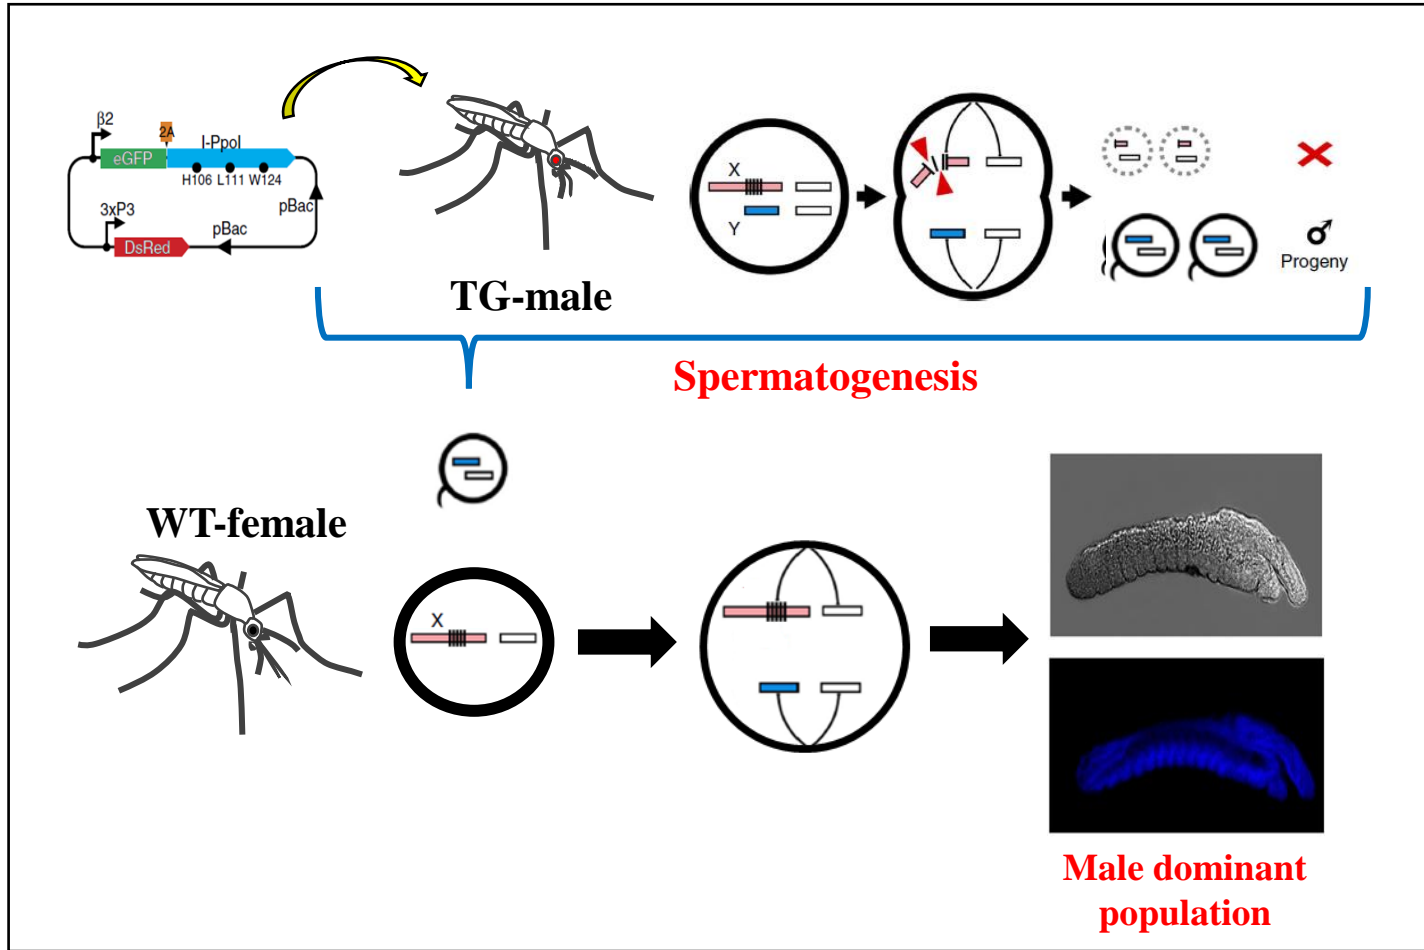 β2
2A
I-PpoI
eGFP
H106 L111 W124
3xP3
pBac
pBac
DsRed
TG-male
X
Y
Progeny
Spermatogenesis
WT-female
X
Male dominant
population